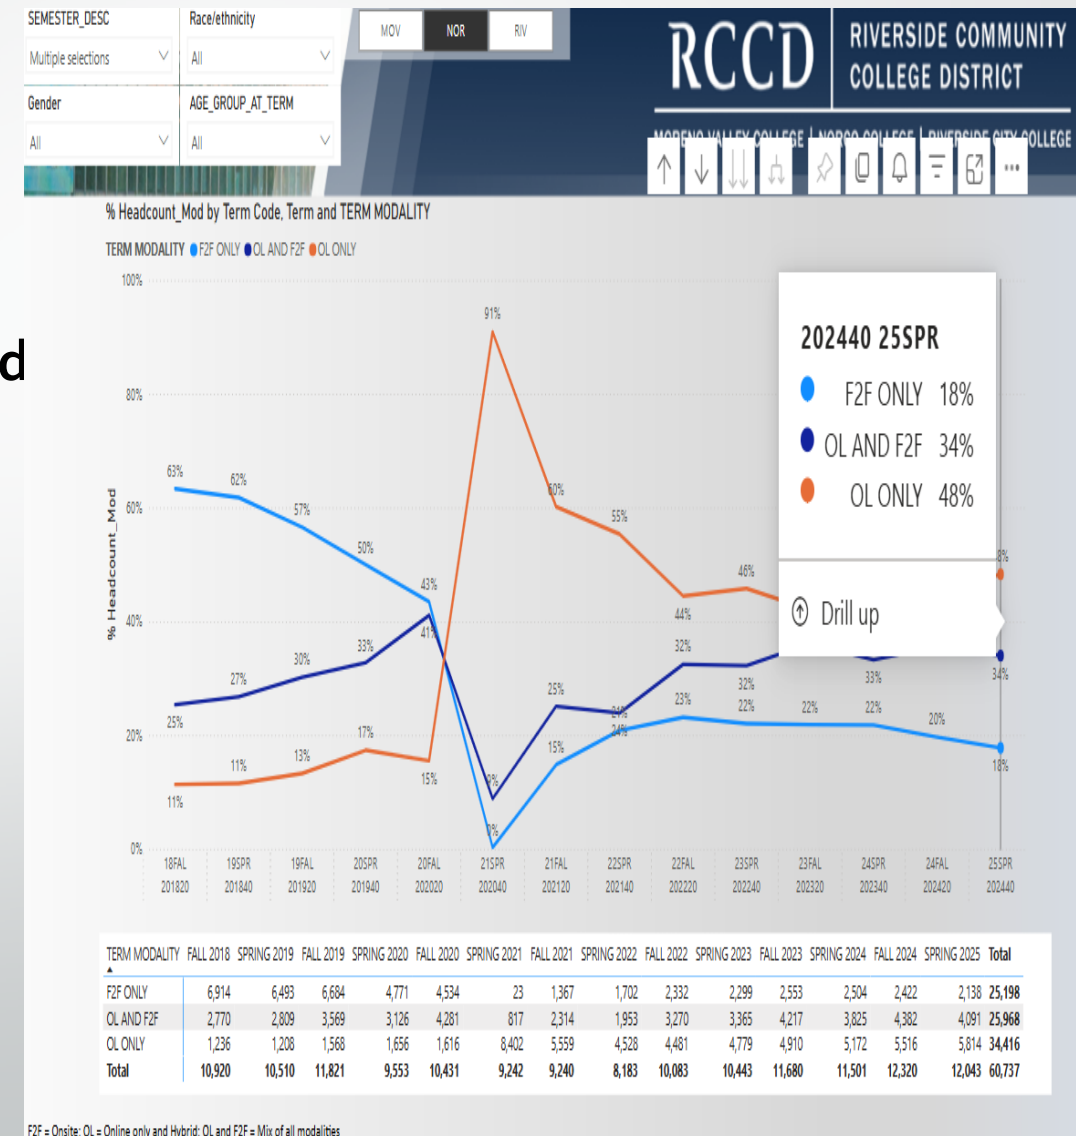 SEMESTER_DESC
Race/ethnicity
Multiple selections
All
Gender
AGE_GROUP_AT_TERM
All
All
MOV NOR RIV
RCCD
RIVERSIDE COMMUNITY
COLLEGE DISTRICT
MORENO VALLEY COLLEGE | NORCO COLLEGE | RIVERSIDE CITY COLLEGE
% Headcount_Mod by Term Code, Term and TERM MODALITY
TERM MODALITY F2F ONLY OL AND F2F OL ONLY
d
% Headcount_Mod
100%
80%
60%
40%
20%
0%
91%
63% 62% 57% 50% 43%
60% 55% 46% 44%
41% 33% 30% 27% 25%
32% 32% 25% 33% 34%
23% 22% 22% 22% 20% 18%
24% 15% 9%
17% 15% 13% 11% 11%
8%
202440 25SPR
F2F ONLY 18%
OL AND F2F 34%
OL ONLY 48%
Drill up
18FAL 19SPR 19FAL 20SPR 20FAL 21SPR 21FAL 22SPR 22FAL 23SPR 23FAL 24SPR 24FAL 25SPR
201820 201840 201920 201940 202020 202040 202120 202140 202220 202240 202320 202340 202420 202440
TERM MODALITY FALL 2018 SPRING 2019 FALL 2019 SPRING 2020 FALL 2020 SPRING 2021 FALL 2021 SPRING 2022 FALL 2022 SPRING 2023 FALL 2023 SPRING 2024 FALL 2024 SPRING 2025 Total
F2F ONLY 6,914 6,493 6,684 4,771 4,534 23 1,367 1,702 2,332 2,299 2,553 2,504 2,422 2,138 25,198
OL AND F2F 2,770 2,809 3,569 3,126 4,281 817 2,314 1,953 3,270 3,365 4,217 3,825 4,382 4,091 25,968
OL ONLY 1,236 1,208 1,568 1,656 1,616 8,402 5,559 4,528 4,481 4,779 4,910 5,172 5,516 5,814 34,416
Total 10,920 10,510 11,821 9,553 10,431 9,242 9,240 8,183 10,083 10,443 11,680 11,501 12,320 12,043 60,737
F2F = Onsite; OL = Online only and Hybrid; OL and F2F = Mix of all modalities